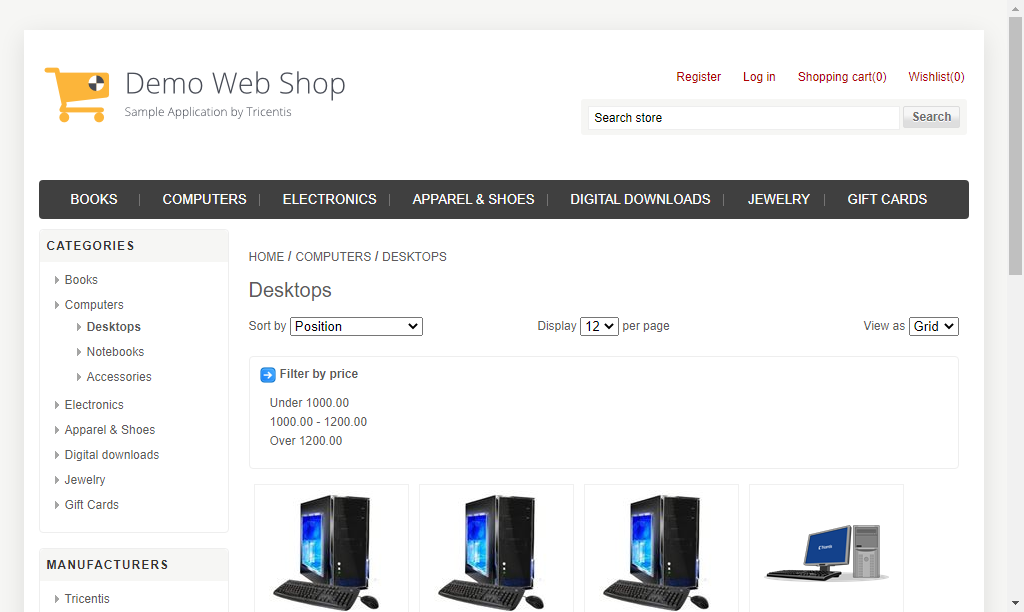 Demo Web Shop
Sample Application by Tricentis
Register Log in Shopping cart(0) Wishlist(0)
Search store Search
BOOKS COMPUTERS ELECTRONICS APPAREL & SHOES DIGITAL DOWNLOADS JEWELRY GIFT CARDS
CATEGORIES
Books
Computers
Desktops
Notebooks
Accessories
Electronics
Apparel & Shoes
Digital downloads
Jewelry
Gift Cards
MANUFACTURERS
Tricentis
HOME / COMPUTERS / DESKTOPS
Desktops
Sort by Position Display 12 per page View as Grid
Filter by price
Under 1000.00
1000.00 - 1200.00
Over 1200.00